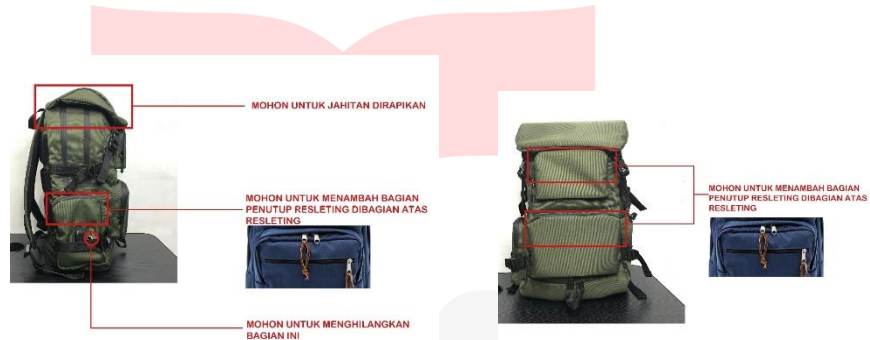 MOHON UNTUK JAHITAN DIRAPIKAN
MOHON UNTUK MENAMBAH BAGIAN
PENUTUP RESLETING DIBAGIAN ATAS
RESLETING
MOHON UNTUK MENGHILANGKAN
BAGIAN INI
MOHON UNTUK MENAMBAH BAGIAN
PENUTUP RESLETING DIBAGIAN ATAS
RESLETING